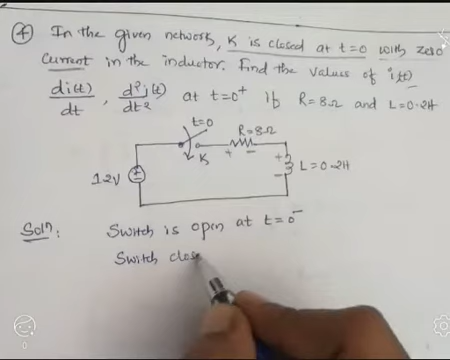 ④ In the given network, K is closed at t=0 with zero
current in the inductor. Find the values of i(t)
di(t)/dt , d²i(t)/dt² at t=0⁺ if R=8Ω and L=0.2H
t=0
R=8Ω
K
+ −
12V
+
−
L=0.2H
Soln: Switch is open at t=0⁻
Switch clos
0